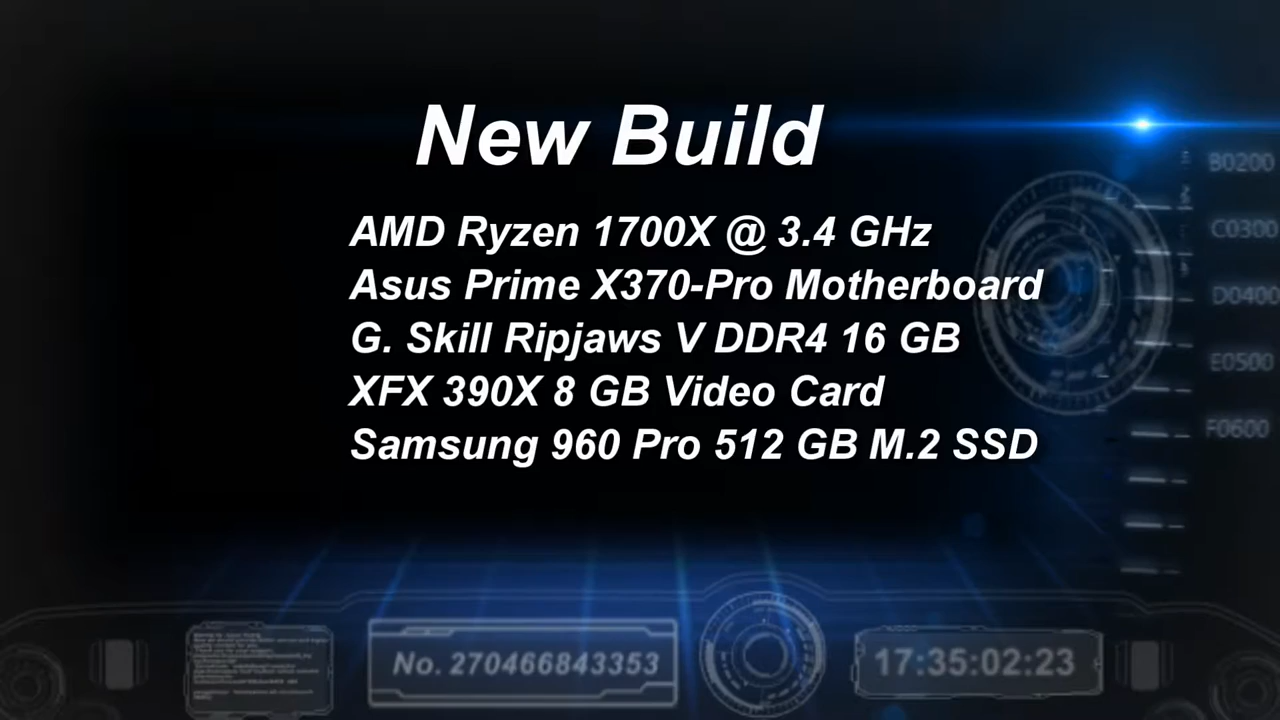 New Build
AMD Ryzen 1700X @ 3.4 GHz
Asus Prime X370-Pro Motherboard
G. Skill Ripjaws V DDR4 16 GB
XFX 390X 8 GB Video Card
Samsung 960 Pro 512 GB M.2 SSD
B0200
C0300
D0400
E0500
F0600
No. 270466843353
17:35:02:23